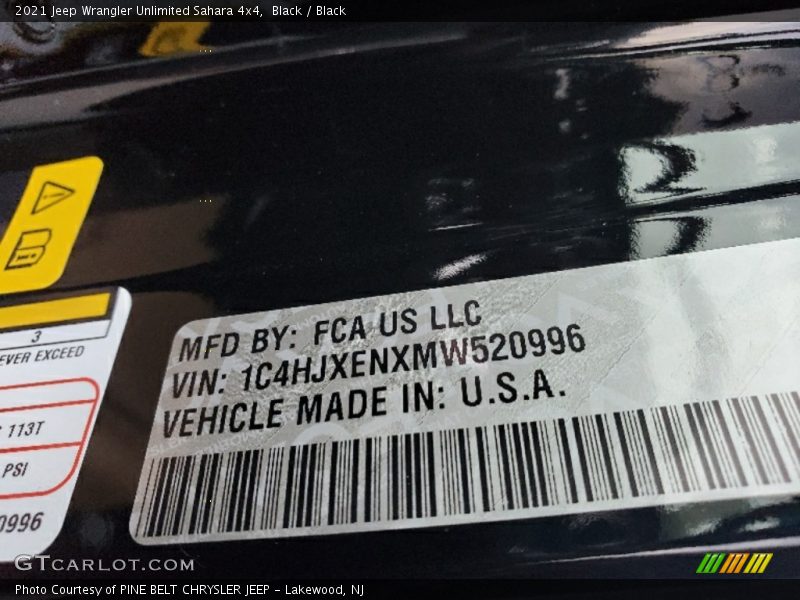 2021 Jeep Wrangler Unlimited Sahara 4x4, Black / Black
3
EVER EXCEED
113T
PSI
0996
MFD BY: FCA US LLC
VIN: 1C4HJXENXMW520996
VEHICLE MADE IN: U.S.A.
GTCARLOT.COM
Photo Courtesy of PINE BELT CHRYSLER JEEP - Lakewood, NJ